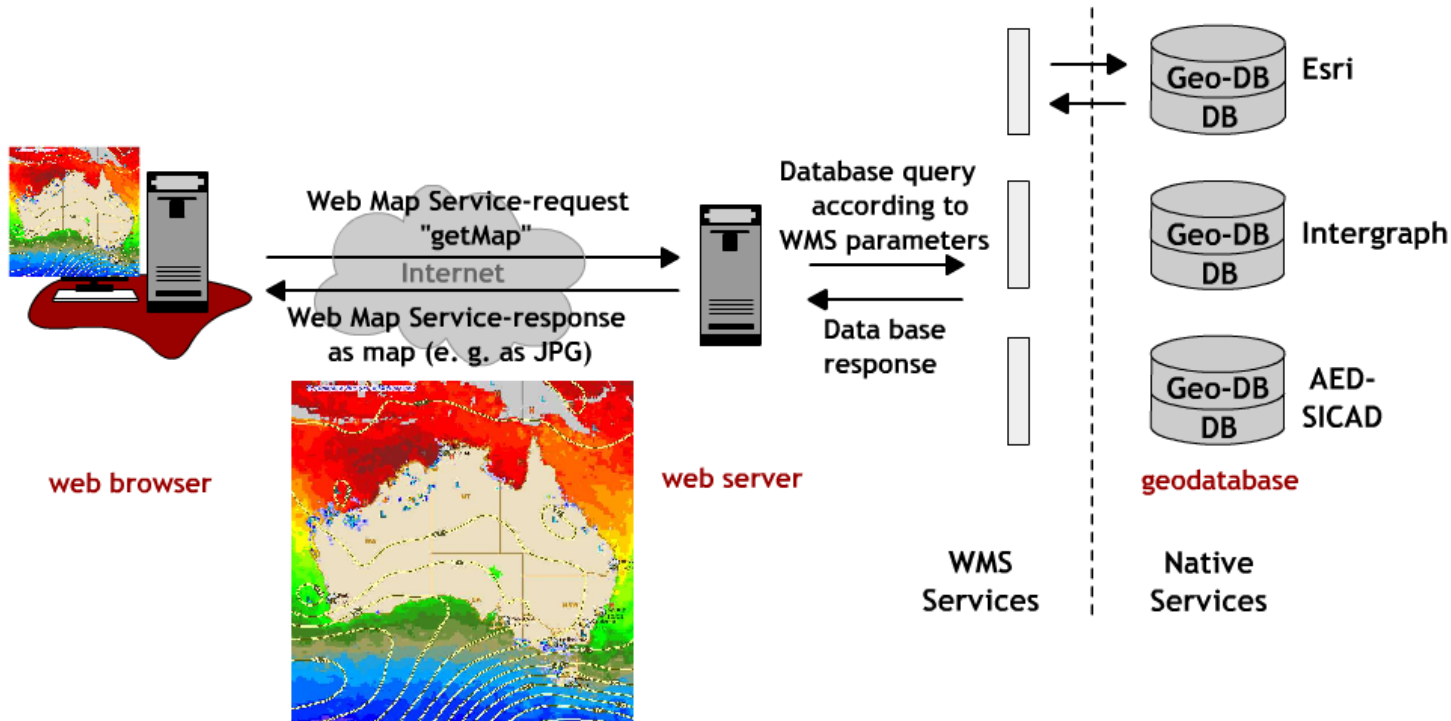 Web Map Service-request
"getMap"
Internet
Web Map Service-response
as map (e. g. as JPG)
web browser
web server
Database query
according to
WMS parameters
Data base
response
Geo-DB
DB
Esri
Geo-DB
DB
Intergraph
Geo-DB
DB
AED-
SICAD
geodatabase
WMS
Services
Native
Services